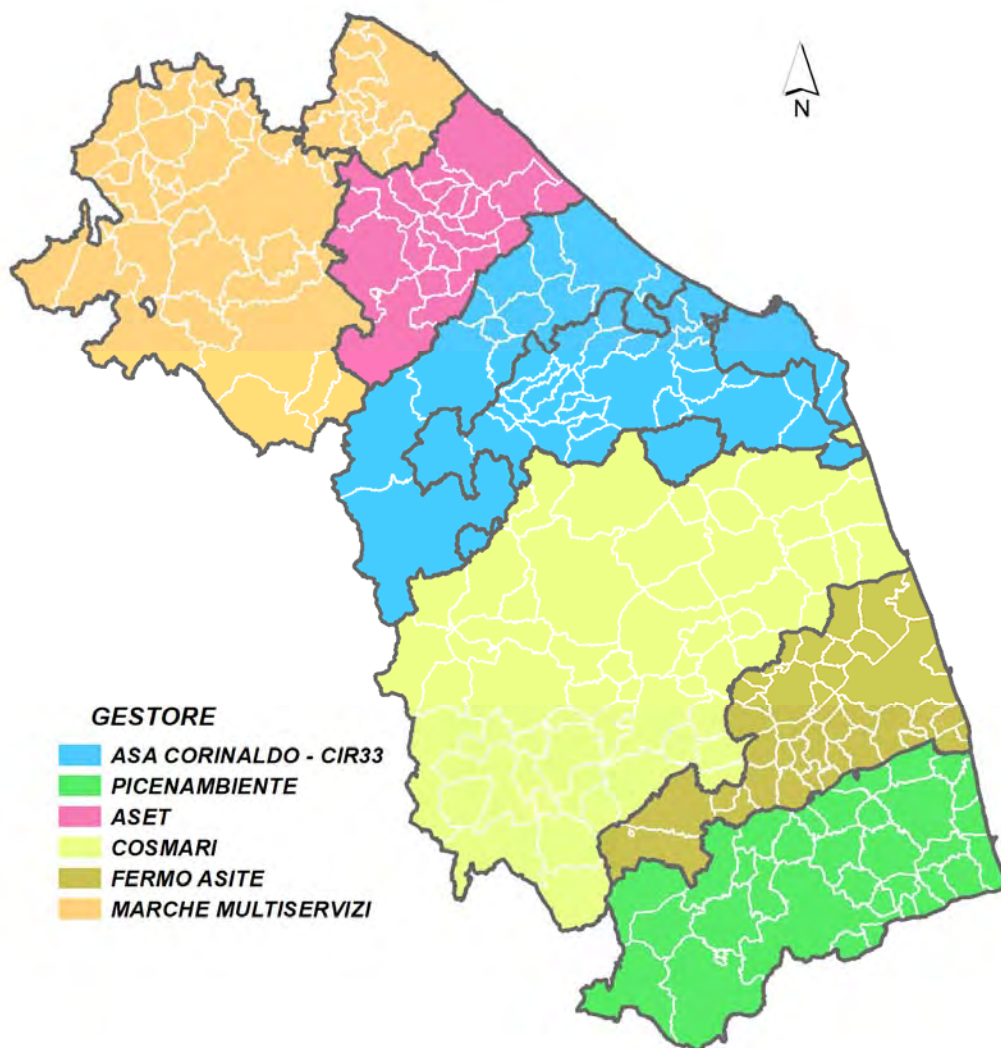 N
GESTORE
ASA CORINALDO - CIR33
PICENAMBIENTE
ASET
COSMARI
FERMO ASITE
MARCHE MULTISERVIZI